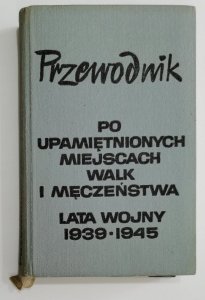 Przewodnik
PO
UPAMIĘTNIONYCH
MIEJSCACH
WALK
I MĘCZEŃSTWA
LATA WOJNY
1939-1945